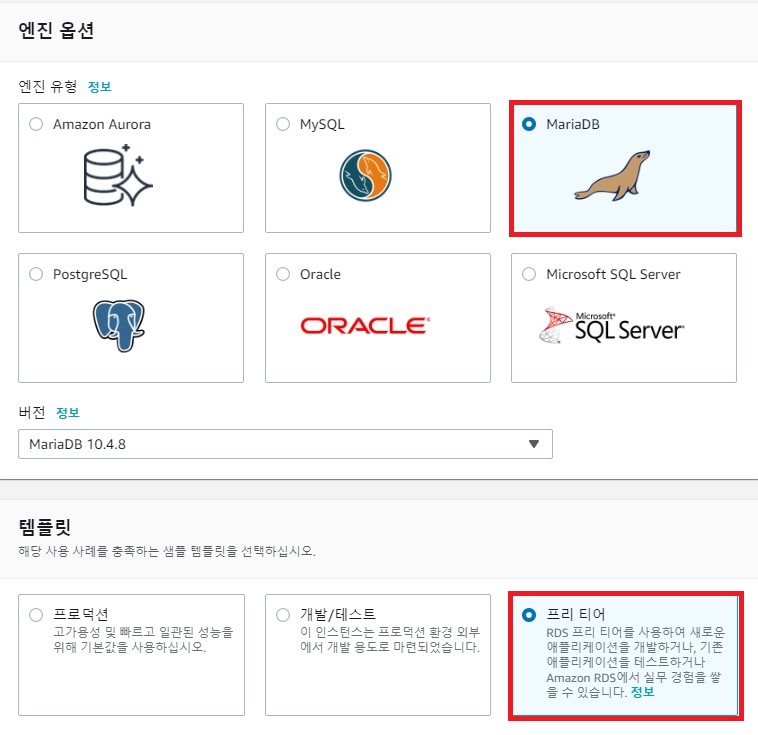 엔진 옵션
엔진 유형 정보
Amazon Aurora
MySQL
MariaDB
PostgreSQL
Oracle
Microsoft SQL Server
ORACLE®
Microsoft®
SQL Server®
버전 정보
MariaDB 10.4.8
템플릿
해당 사용 사례를 충족하는 샘플 템플릿을 선택하십시오.
프로덕션
고가용성 및 빠르고 일관된 성능을
위해 기본값을 사용하십시오.
개발/테스트
이 인스턴스는 프로덕션 환경 외부
에서 개발 용도로 마련되었습니다.
프리 티어
RDS 프리 티어를 사용하여 새로운
애플리케이션을 개발하거나, 기존
애플리케이션을 테스트하거나
Amazon RDS에서 실무 경험을 쌓
을 수 있습니다. 정보